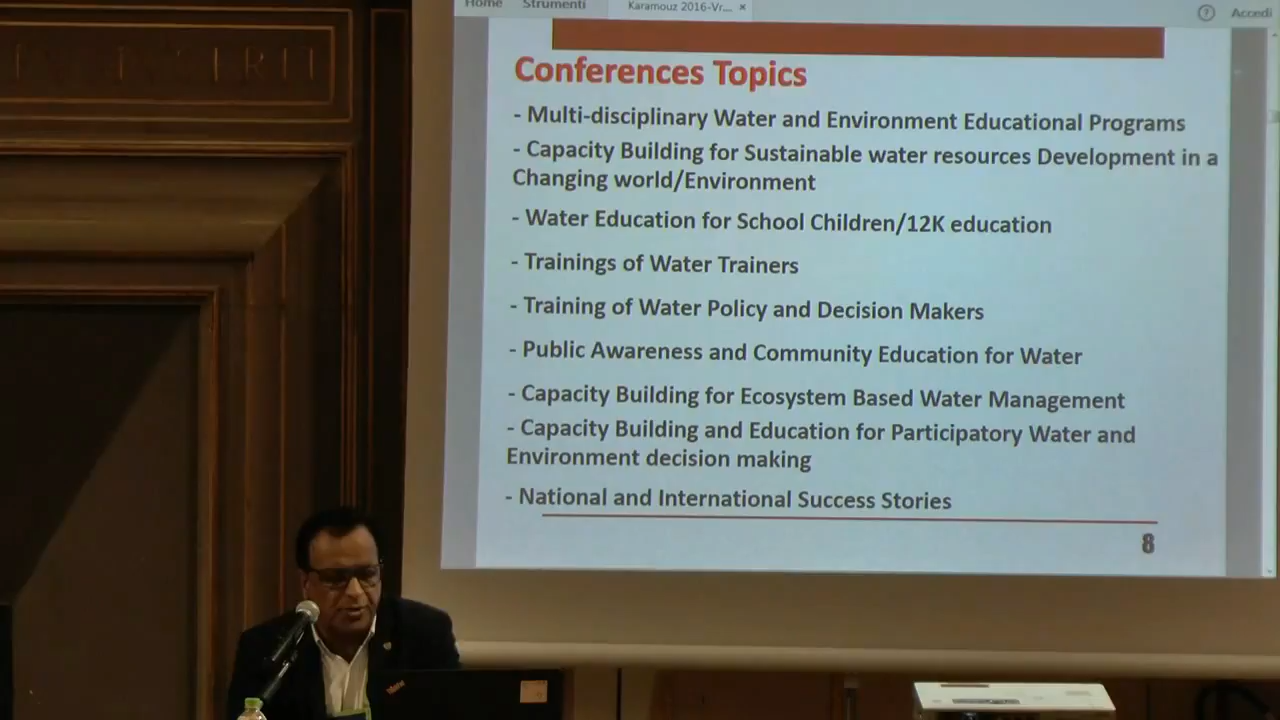 Home Strumenti Karamouz 2016-Vr... × ? Accedi
Conferences Topics
- Multi-disciplinary Water and Environment Educational Programs
- Capacity Building for Sustainable water resources Development in a
Changing world/Environment
- Water Education for School Children/12K education
- Trainings of Water Trainers
- Training of Water Policy and Decision Makers
- Public Awareness and Community Education for Water
- Capacity Building for Ecosystem Based Water Management
- Capacity Building and Education for Participatory Water and
Environment decision making
- National and International Success Stories
8